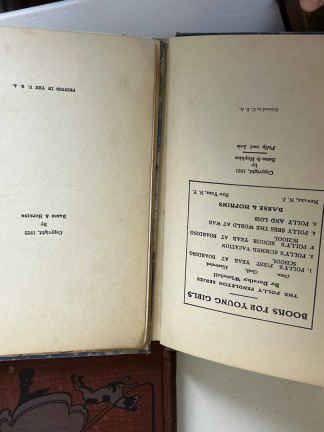 BOOKS FOR YOUNG GIRLS
THE POLLY PENDLETON SERIES
By Dorothy Whitehill
Cloth. Illustrated.
1. POLLY'S FIRST YEAR AT BOARDING
SCHOOL
2. POLLY'S SUMMER VACATION
3. POLLY'S SENIOR YEAR AT BOARDING
SCHOOL
4. POLLY SEES THE WORLD AT WAR
5. POLLY AND LOIS
BARSE & HOPKINS
New York, N. Y. Newark, N. J.
Copyright, 1921
by
Barse & Hopkins
Polly and Lois
Printed in U. S. A.
Copyright, 1922
By
Barse & Hopkins
PRINTED IN THE U. S. A.